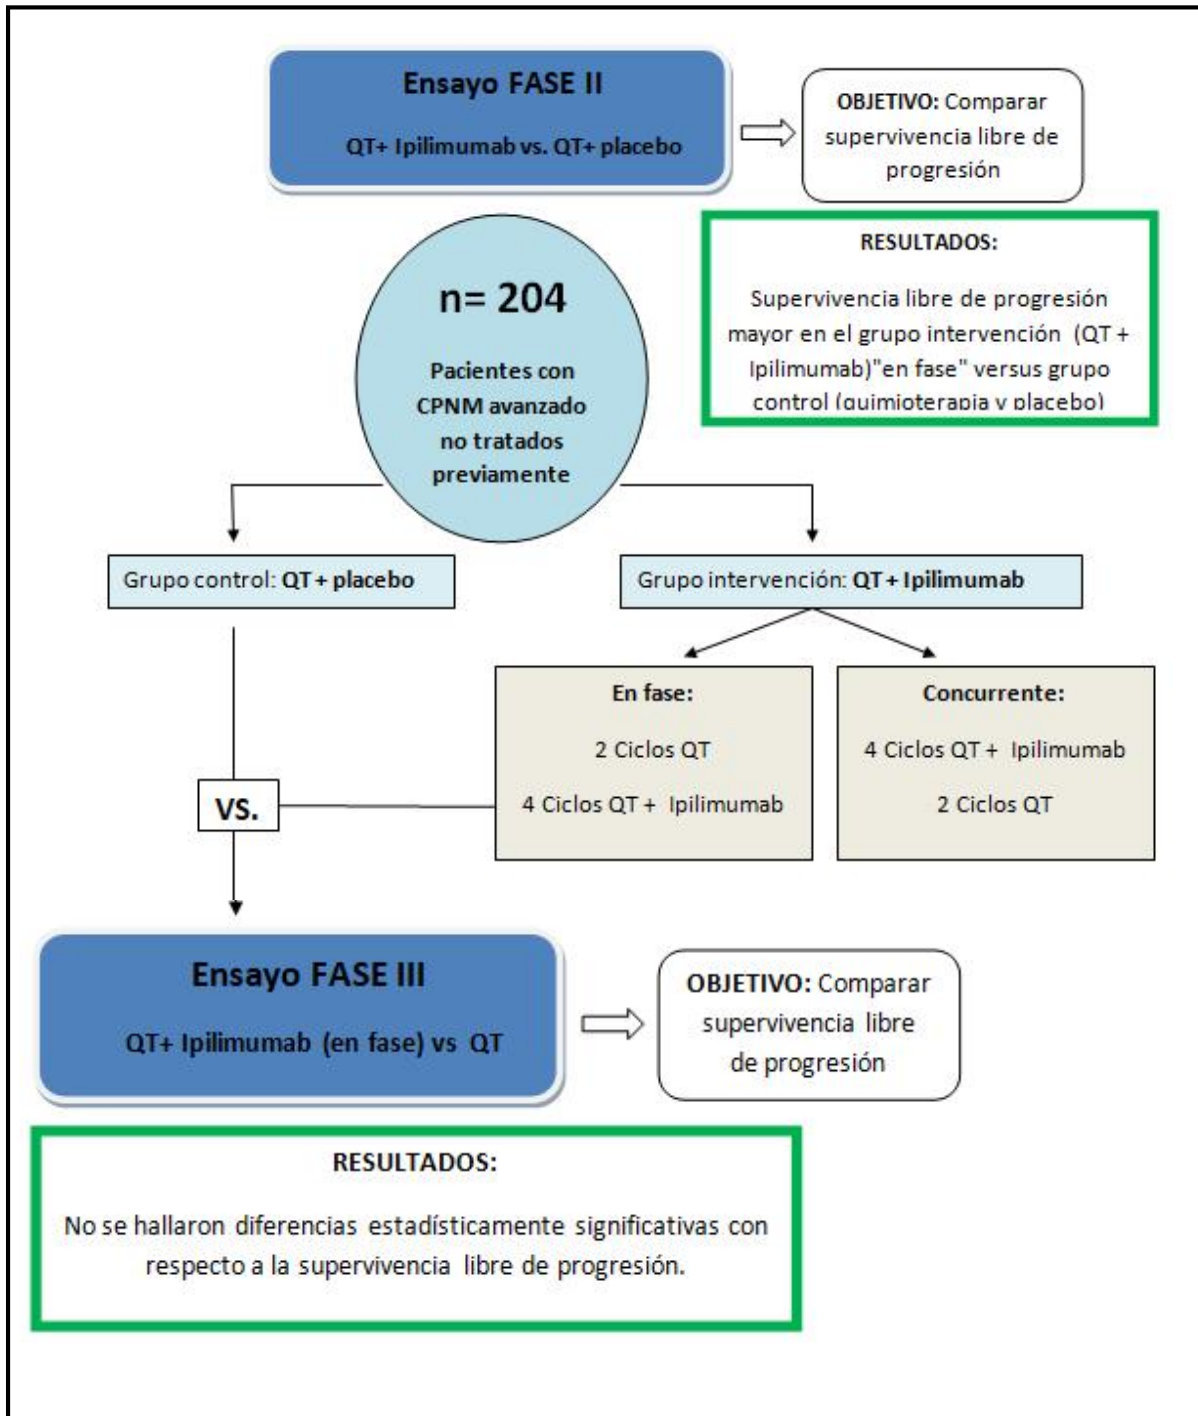 Ensayo FASE II
QT+ Ipilimumab vs. QT+ placebo
OBJETIVO: Comparar
supervivencia libre de
progresión
RESULTADOS:
Supervivencia libre de progresión
mayor en el grupo intervención (QT +
Ipilimumab)"en fase" versus grupo
control (quimioterapia y placebo)
n= 204
Pacientes con
CPNM avanzado
no tratados
previamente
Grupo control: QT + placebo
Grupo intervención: QT + Ipilimumab
En fase:
2 Ciclos QT
4 Ciclos QT + Ipilimumab
Concurrente:
4 Ciclos QT + Ipilimumab
2 Ciclos QT
VS.
Ensayo FASE III
QT+ Ipilimumab (en fase) vs QT
OBJETIVO: Comparar
supervivencia libre
de progresión
RESULTADOS:
No se hallaron diferencias estadísticamente significativas con
respecto a la supervivencia libre de progresión.